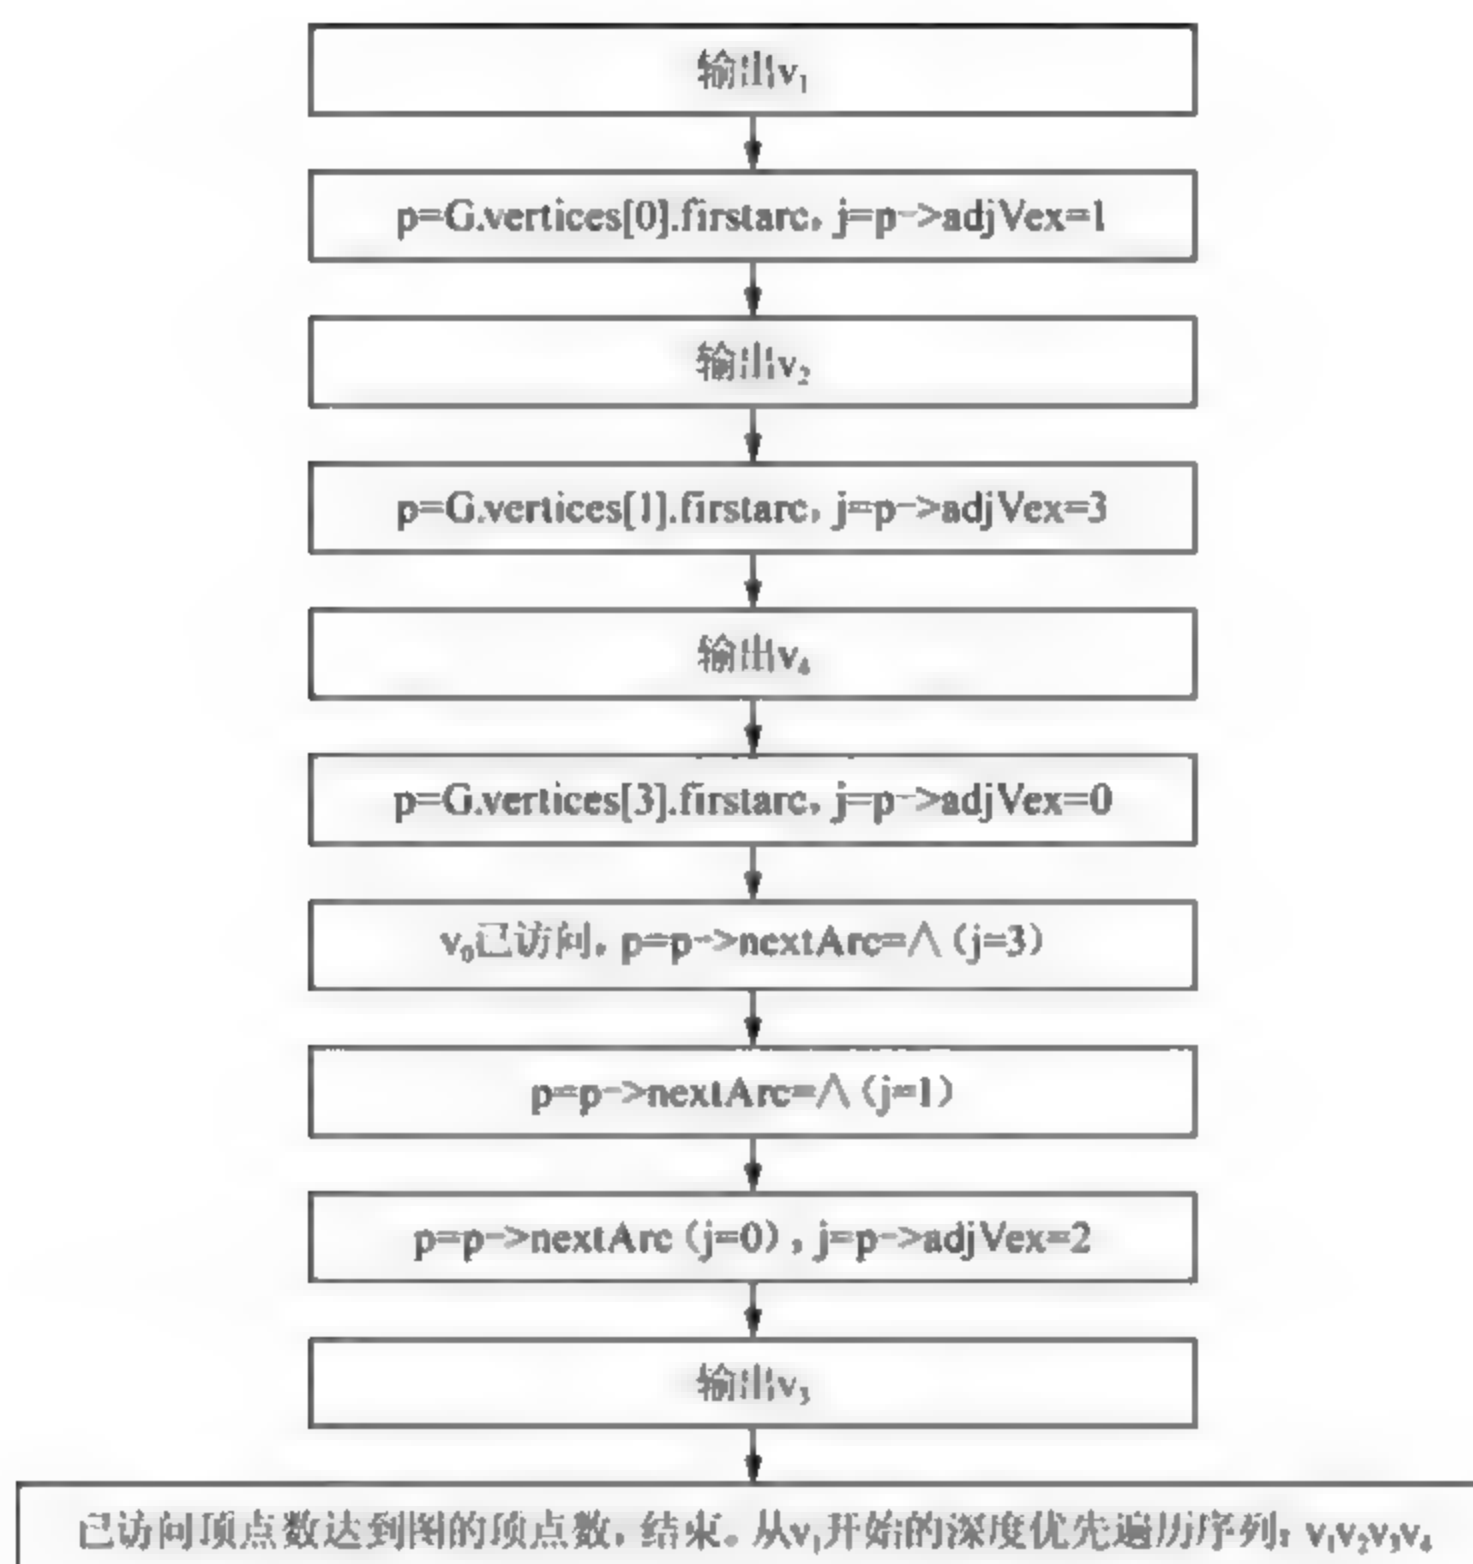 输出v₁
p=G.vertices[0].firstarc, j=p->adjVex=1
输出v₂
p=G.vertices[1].firstarc, j=p->adjVex=3
输出v₄
p=G.vertices[3].firstarc, j=p->adjVex=0
v₀已访问, p=p->nextArc=∧（j=3）
p=p->nextArc=∧（j=1）
p=p->nextArc（j=0）, j=p->adjVex=2
输出v₃
已访问顶点数达到图的顶点数, 结束。从v₁开始的深度优先遍历序列: v₁v₂v₃v₄